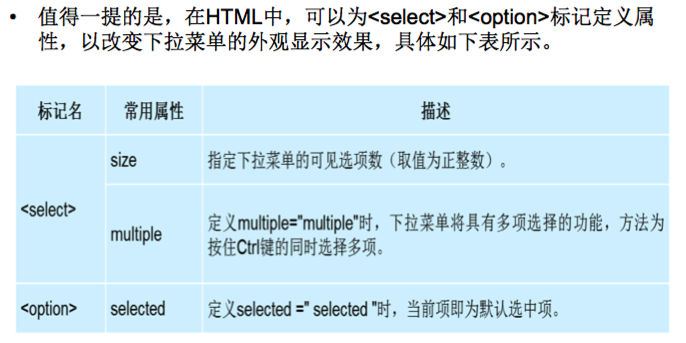 • 值得一提的是，在HTML中，可以为<select>和<option>标记定义属
性，以改变下拉菜单的外观显示效果，具体如下表所示。
标记名 常用属性 描述
<select>
size 指定下拉菜单的可见选项数（取值为正整数）。
multiple 定义multiple="multiple"时，下拉菜单将具有多项选择的功能，方法为
按住Ctrl键的同时选择多项。
<option> selected 定义selected =" selected "时，当前项即为默认选中项。